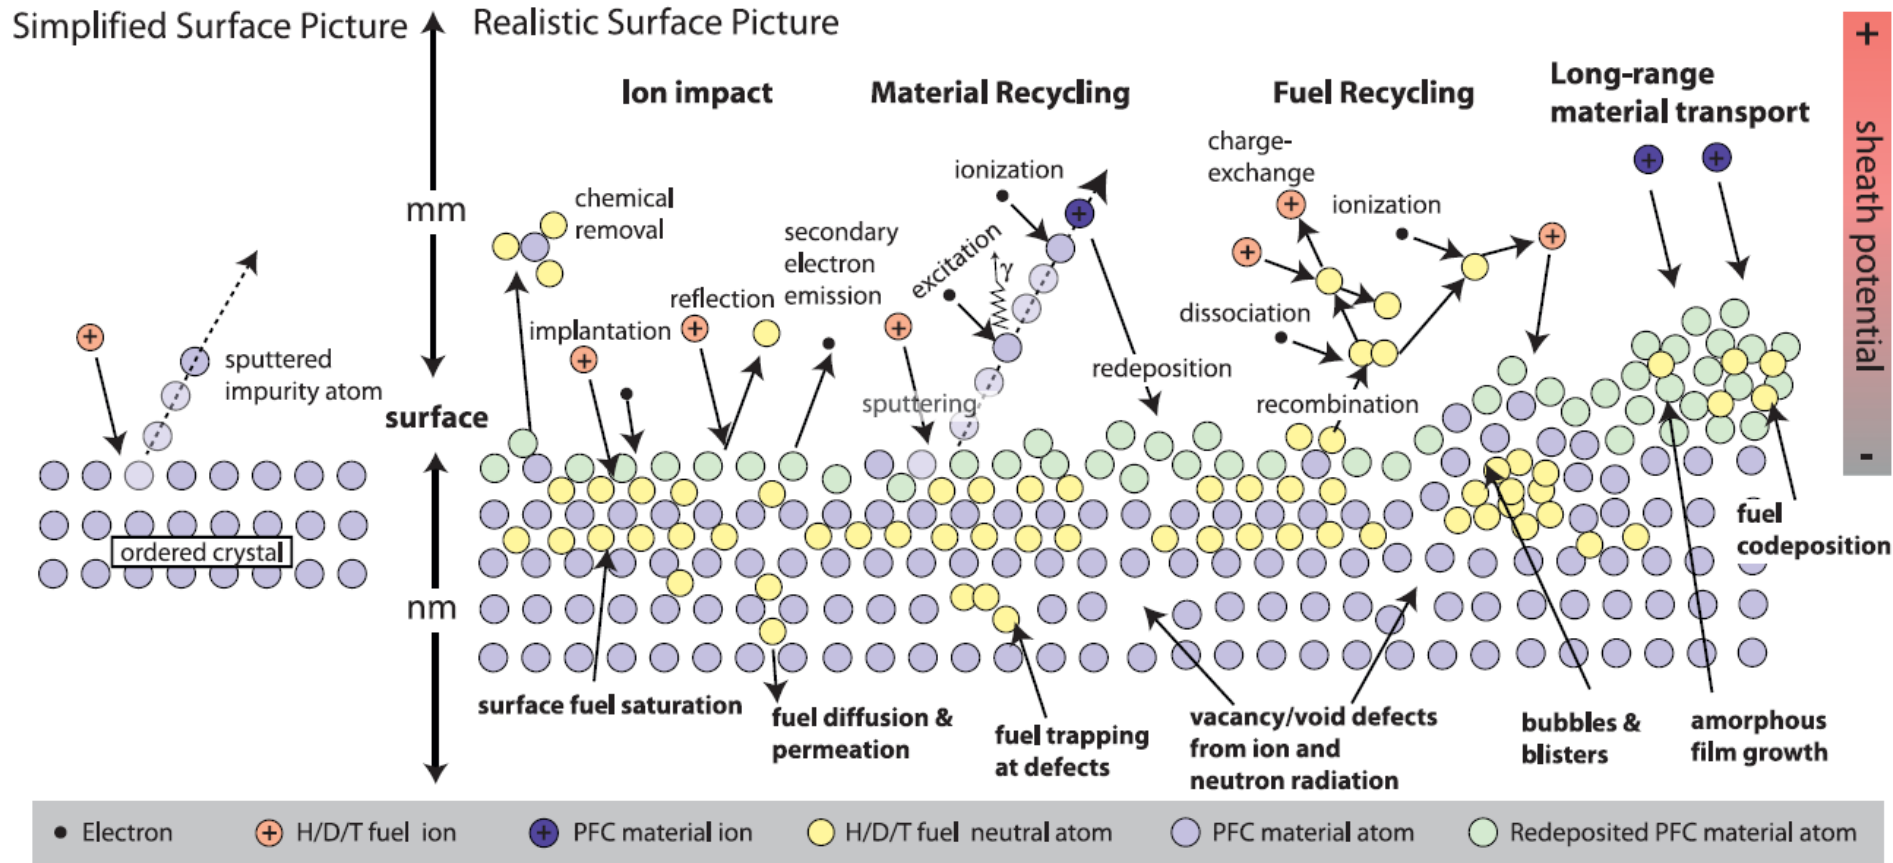 Simplified Surface Picture
Realistic Surface Picture
Ion impact
Material Recycling
Fuel Recycling
Long-range
material transport
+
sheath potential
-
mm
surface
nm
+
sputtered
impurity atom
ordered crystal
chemical
removal
implantation
+
reflection
+
secondary
electron
emission
ionization
+
excitation
γ
+
sputtering
redeposition
charge-
exchange
+
+
ionization
+
dissociation
recombination
+
+
fuel
codeposition
surface fuel saturation
fuel diffusion &
permeation
fuel trapping
at defects
vacancy/void defects
from ion and
neutron radiation
bubbles &
blisters
amorphous
film growth
Electron
+ H/D/T fuel ion
+ PFC material ion
H/D/T fuel neutral atom
PFC material atom
Redeposited PFC material atom